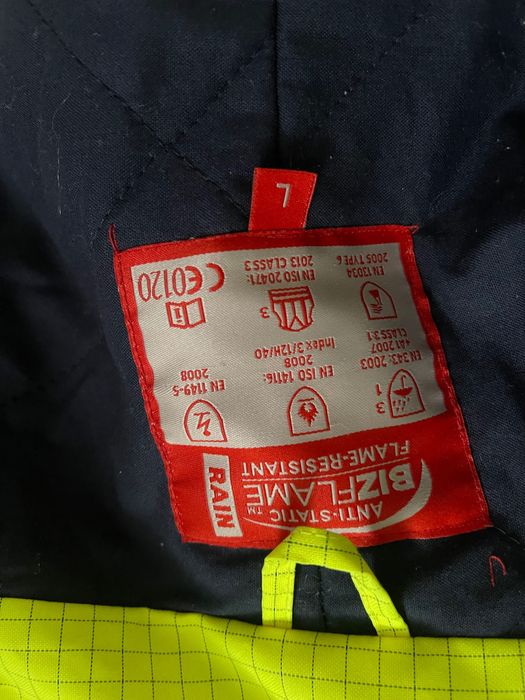 ANTI-STATIC
BIZFLAME™
FLAME-RESISTANT
RAIN
3
1
EN 343: 2003
+A1 2007
CLASS 3:1
EN ISO 14116:
2008
Index 3/12H/40
EN 1149-5
2008
EN 13034
2005 TYPE 6
3
EN ISO 20471:
2013 CLASS 3
i
CE0120
L